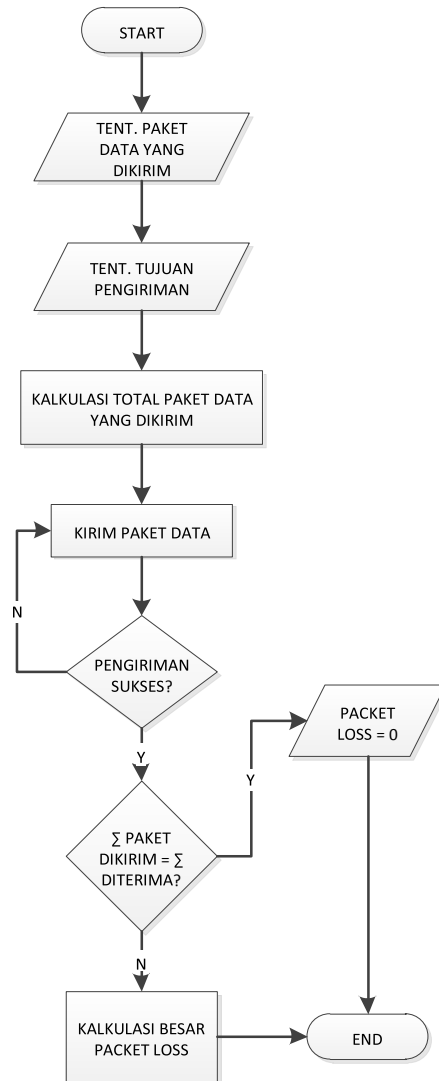 START
TENT. PAKET
DATA YANG
DIKIRIM
TENT. TUJUAN
PENGIRIMAN
KALKULASI TOTAL PAKET DATA
YANG DIKIRIM
KIRIM PAKET DATA
N
PENGIRIMAN
SUKSES?
Y
PACKET
LOSS = 0
Y
∑ PAKET
DIKIRIM = ∑
DITERIMA?
N
KALKULASI BESAR
PACKET LOSS
END